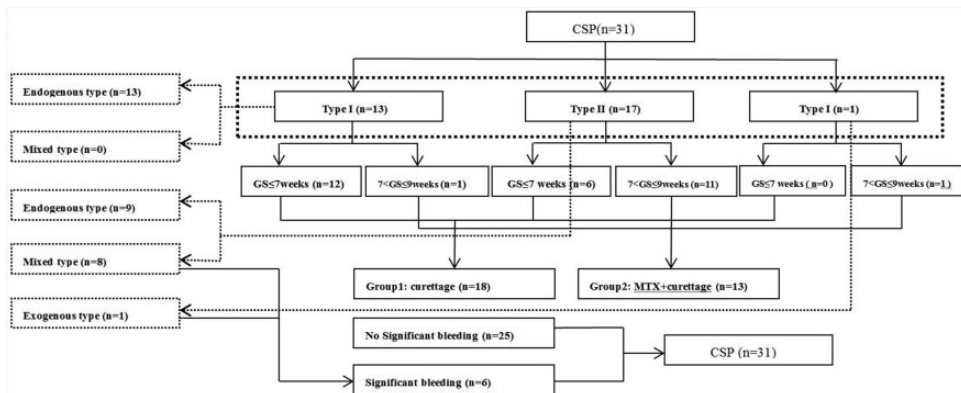 CSP(n=31)
Endogenous type (n=13)
Type I (n=13)
Type II (n=17)
Type I (n=1)
Mixed type (n=0)
GS≤7weeks (n=12)
7<GS≤9weeks (n=1)
GS≤7 weeks (n=6)
7<GS≤9weeks (n=11)
GS≤7 weeks ( n=0 )
7<GS≤9weeks (n=1 )
Endogenous type (n=9)
Mixed type (n=8)
Group1: curettage (n=18)
Group2: MTX+curettage (n=13)
Exogenous type (n=1)
No Significant bleeding (n=25)
CSP (n=31)
Significant bleeding (n=6)